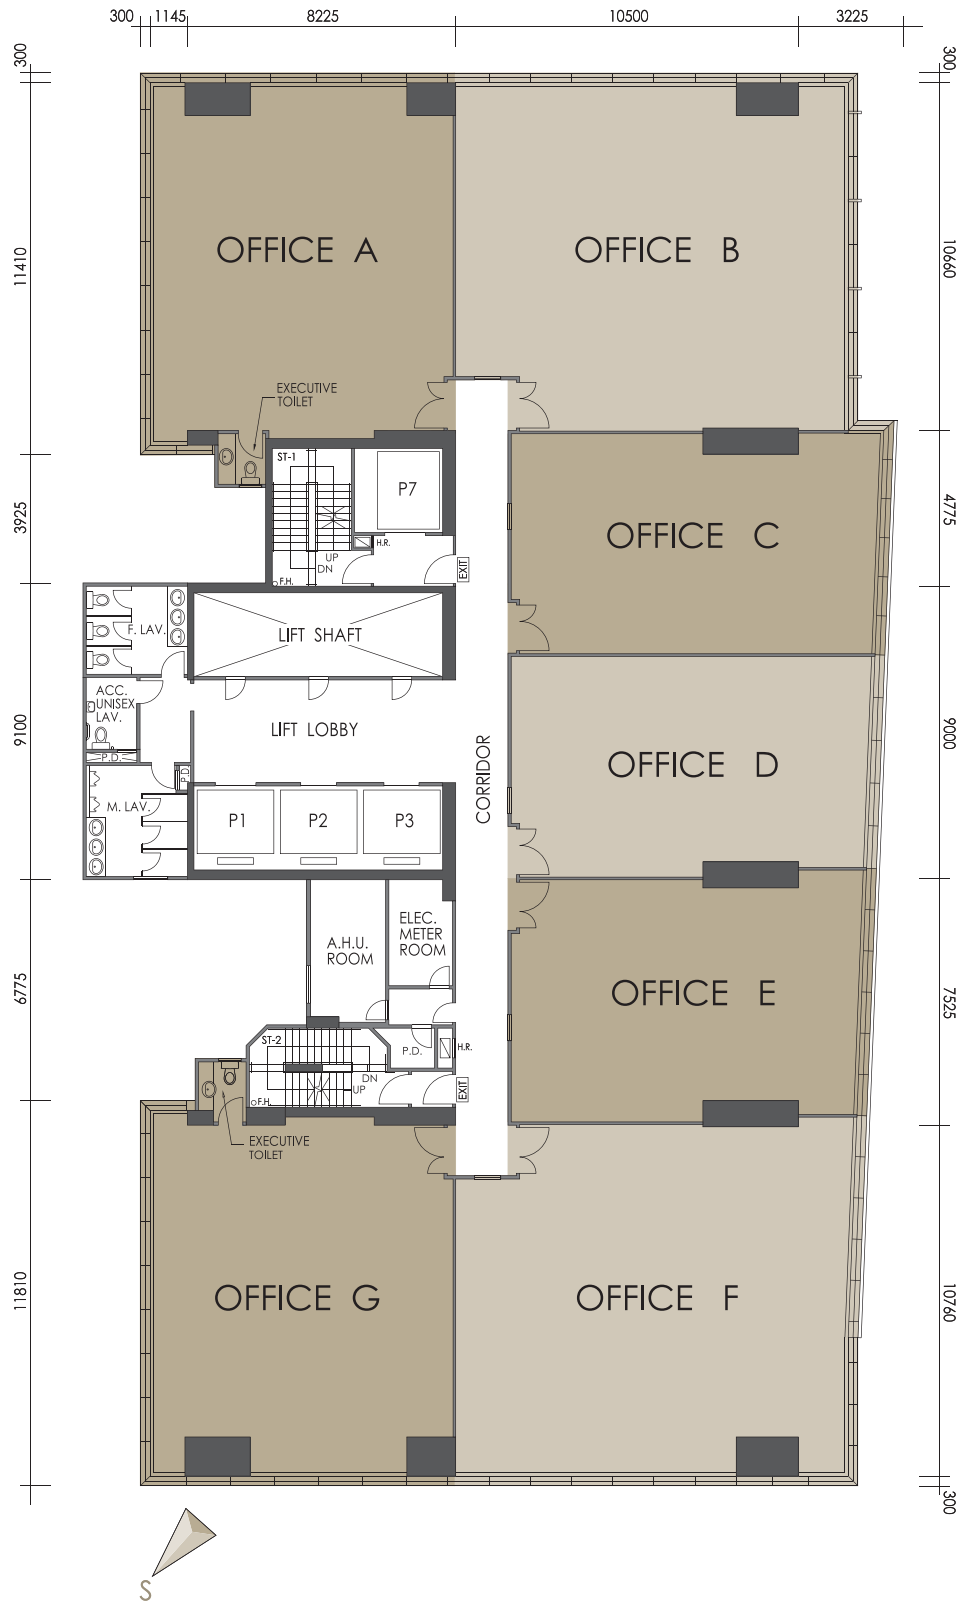 300 1145 8225 10500 3225
300
300
OFFICE A
OFFICE B
11410
10660
EXECUTIVE
TOILET
ST-1
P7
3925
4775
OFFICE C
H.R.
UP
DN
F.H.
EXIT
F. LAV.
LIFT SHAFT
ACC.
UNISEX
LAV.
LIFT LOBBY
9100
9000
P.D.
P.D.
CORRIDOR
OFFICE D
M. LAV.
P1
P2
P3
ELEC.
METER
ROOM
A.H.U.
ROOM
6775
7525
OFFICE E
ST-2
P.D.
H.R.
DN
UP
F.H.
EXIT
EXECUTIVE
TOILET
11810
10760
OFFICE G
OFFICE F
300
S